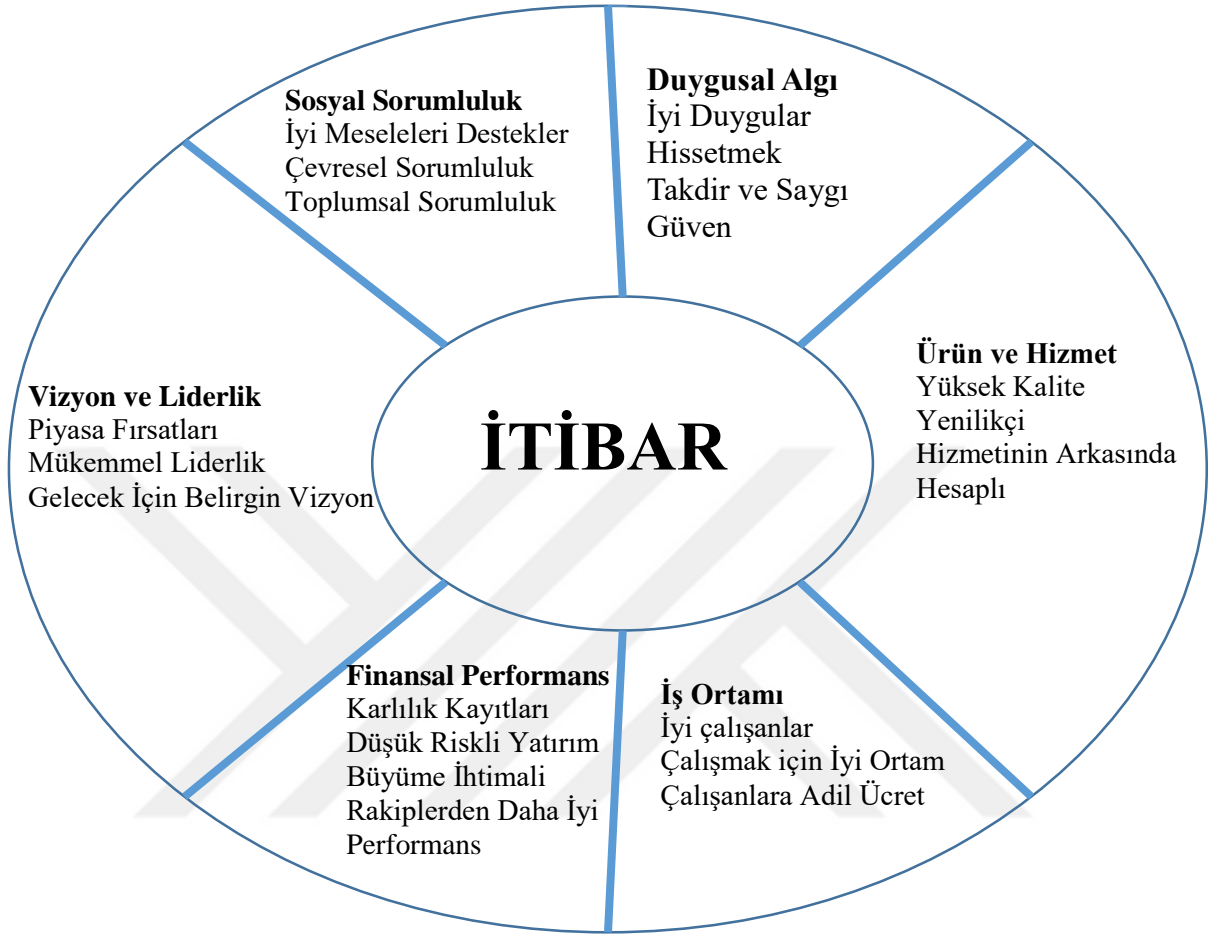 Sosyal Sorumluluk
İyi Meseleleri Destekler
Çevresel Sorumluluk
Toplumsal Sorumluluk
Duygusal Algı
İyi Duygular
Hissetmek
Takdir ve Saygı
Güven
Ürün ve Hizmet
Yüksek Kalite
Yenilikçi
Hizmetinin Arkasında
Hesaplı
Vizyon ve Liderlik
Piyasa Fırsatları
Mükemmel Liderlik
Gelecek İçin Belirgin Vizyon
İTİBAR
Finansal Performans
Karlılık Kayıtları
Düşük Riskli Yatırım
Büyüme İhtimali
Rakiplerden Daha İyi
Performans
İş Ortamı
İyi çalışanlar
Çalışmak için İyi Ortam
Çalışanlara Adil Ücret